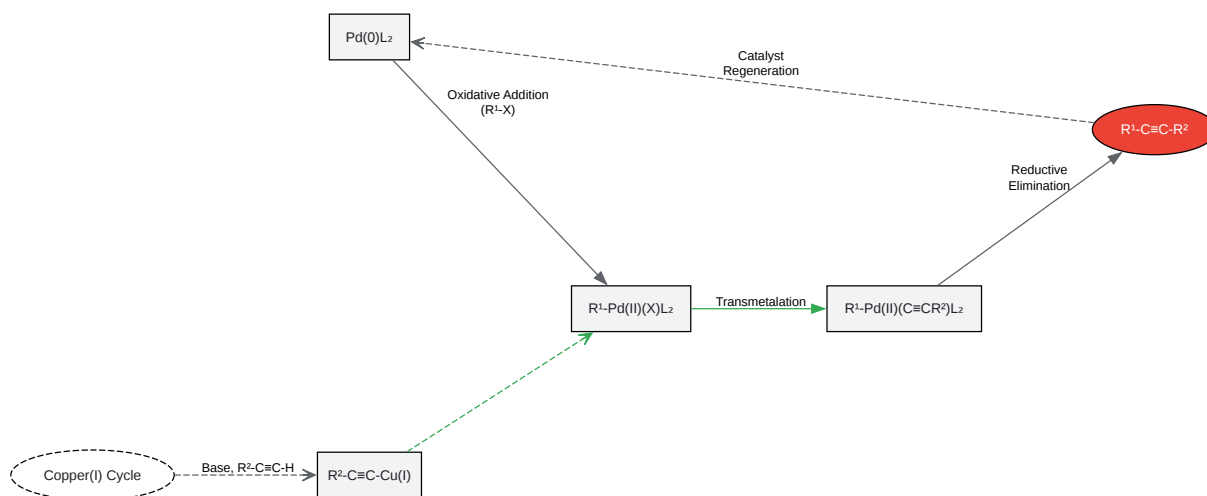 Pd(0)L₂
Catalyst
Regeneration
Oxidative Addition
(R¹-X)
R¹-C≡C-R²
Reductive
Elimination
R¹-Pd(II)(X)L₂
Transmetalation
R¹-Pd(II)(C≡CR²)L₂
Copper(I) Cycle
Base, R²-C≡C-H
R²-C≡C-Cu(I)